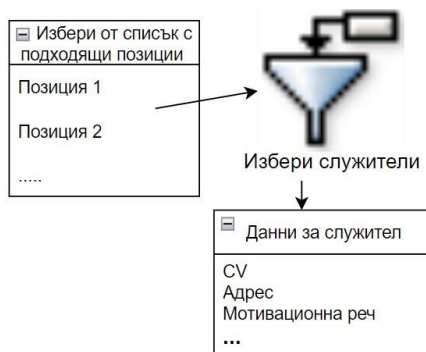 Избери от списък с
подходящи позиции
Позиция 1
Позиция 2
.....
Избери служители
Данни за служител
CV
Адрес
Мотивационна реч
...